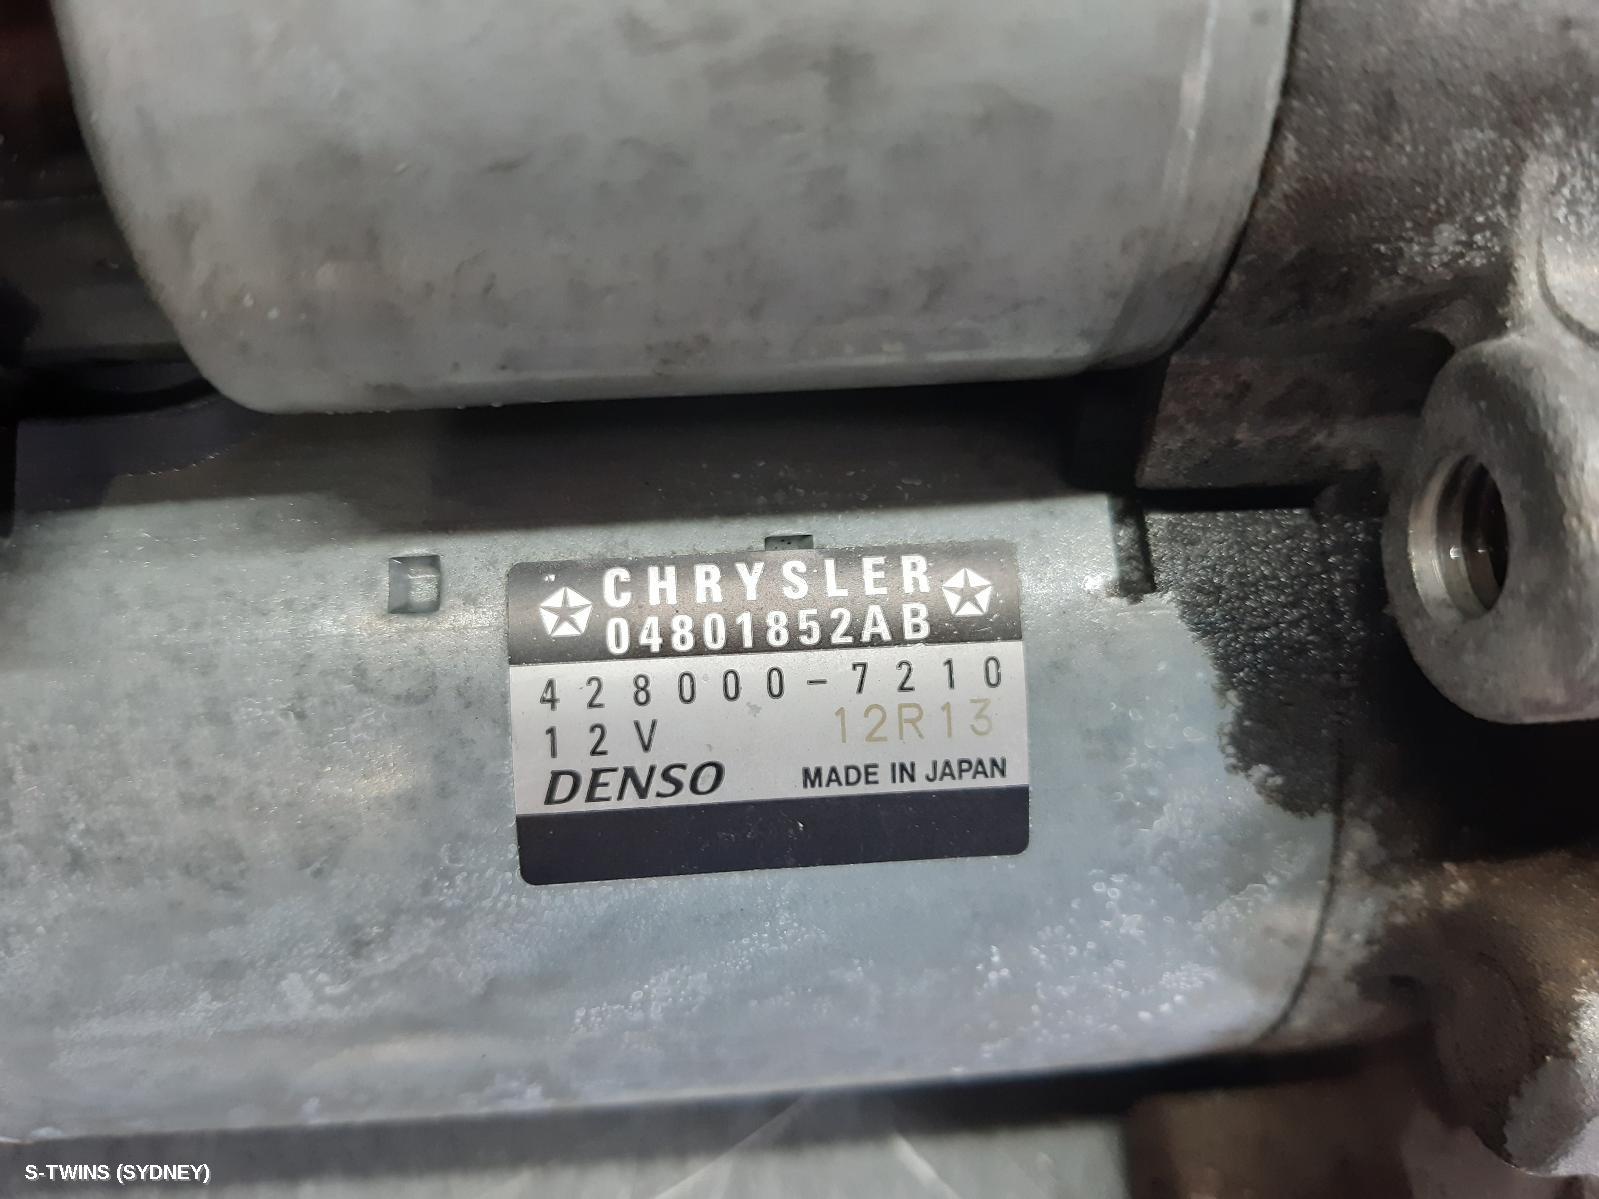 CHRYSLER
04801852AB
428000-7210
12V 12R13
DENSO MADE IN JAPAN
S-TWINS (SYDNEY)